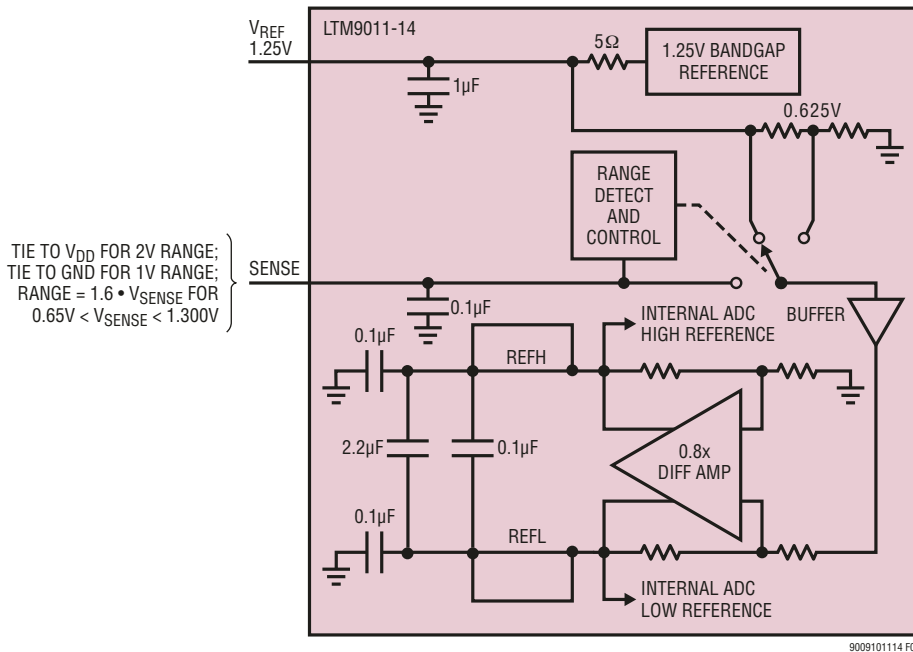 VREF
1.25V
LTM9011-14
5Ω
1.25V BANDGAP
REFERENCE
1µF
0.625V
RANGE
DETECT
AND
CONTROL
TIE TO VDD FOR 2V RANGE;
TIE TO GND FOR 1V RANGE;
RANGE = 1.6 • VSENSE FOR
0.65V < VSENSE < 1.300V
SENSE
0.1µF
BUFFER
INTERNAL ADC
HIGH REFERENCE
0.1µF
REFH
2.2µF
0.1µF
0.8x
DIFF AMP
0.1µF
REFL
INTERNAL ADC
LOW REFERENCE